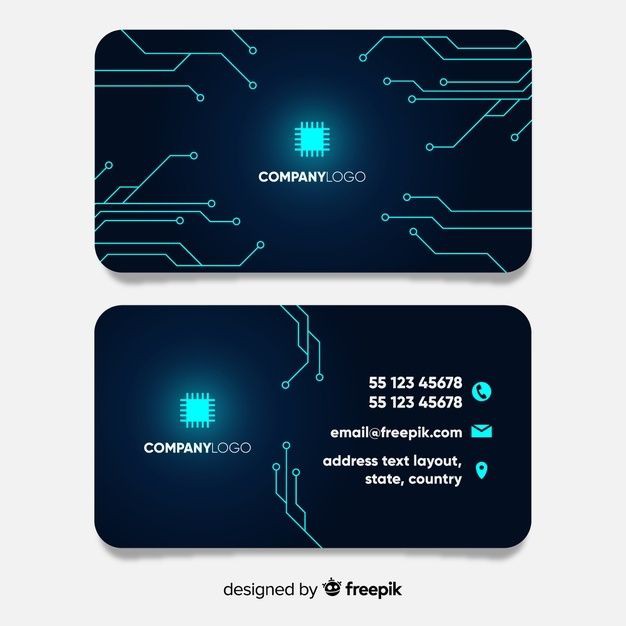 COMPANYLOGO
COMPANYLOGO
55 123 45678
55 123 45678
email@freepik.com
address text layout,
state, country
designed by freepik